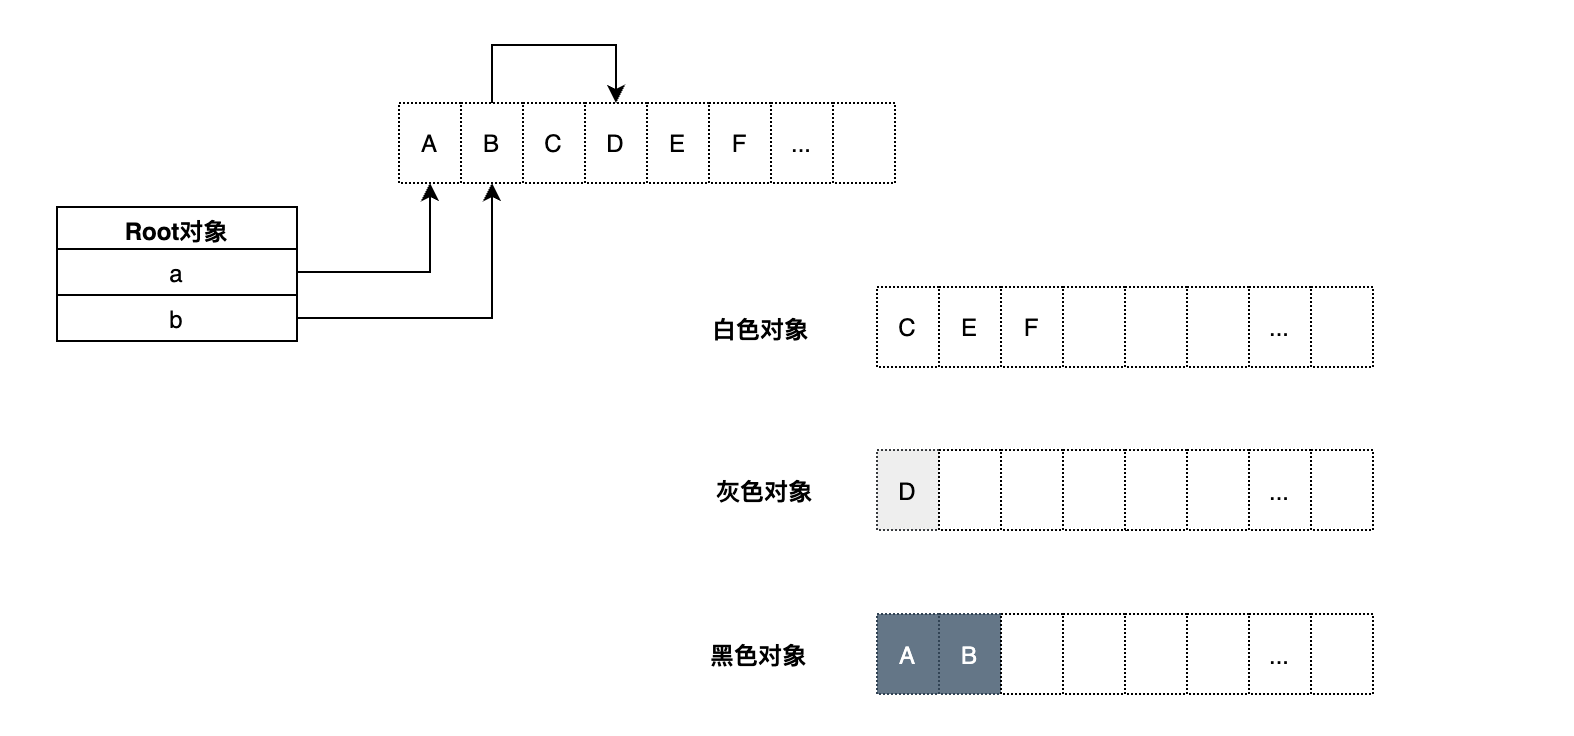 A B C D E F ...
Root对象
a
b
白色对象 C E F ...
灰色对象 D ...
黑色对象 A B ...